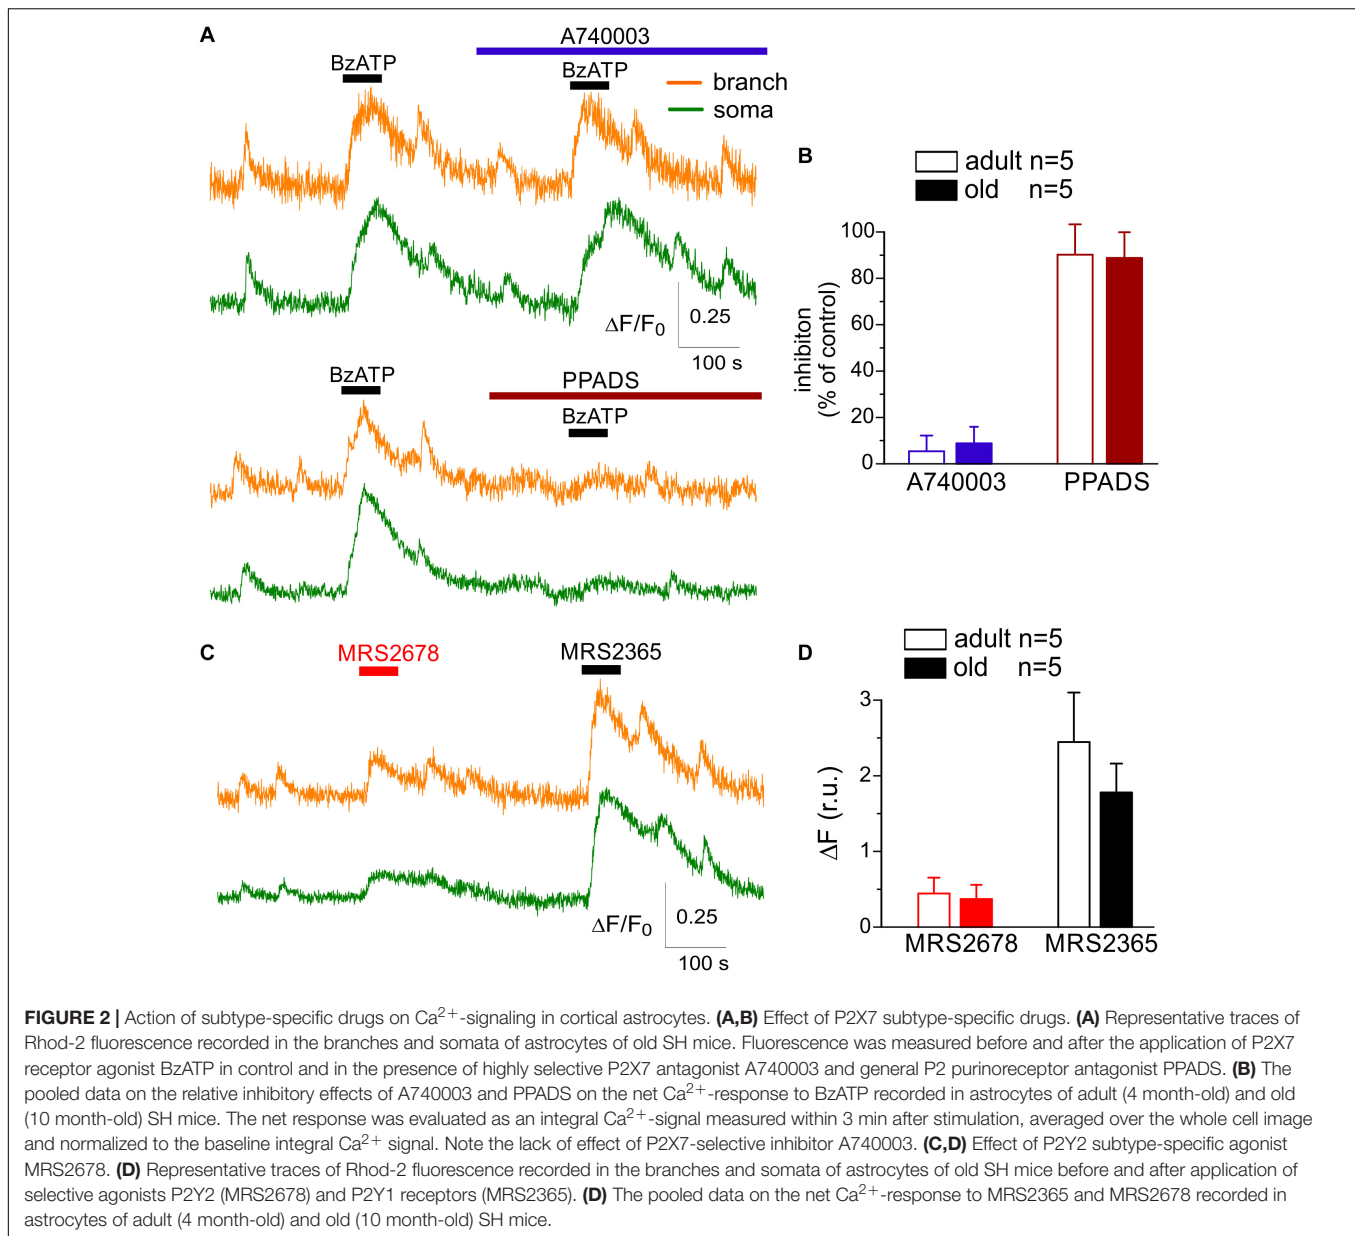 A
A740003
BzATP
BzATP
branch
soma
ΔF/F0
0.25
100 s
BzATP
PPADS
BzATP
B
adult n=5
old n=5
inhibiton
(% of control)
100
80
60
40
20
0
A740003
PPADS
C
MRS2678
MRS2365
ΔF/F0
0.25
100 s
D
adult n=5
old n=5
ΔF (r.u.)
3
2
1
0
MRS2678
MRS2365
FIGURE 2 | Action of subtype-specific drugs on Ca2+-signaling in cortical astrocytes. (A,B) Effect of P2X7 subtype-specific drugs. (A) Representative traces of
Rhod-2 fluorescence recorded in the branches and somata of astrocytes of old SH mice. Fluorescence was measured before and after the application of P2X7
receptor agonist BzATP in control and in the presence of highly selective P2X7 antagonist A740003 and general P2 purinoreceptor antagonist PPADS. (B) The
pooled data on the relative inhibitory effects of A740003 and PPADS on the net Ca2+-response to BzATP recorded in astrocytes of adult (4 month-old) and old
(10 month-old) SH mice. The net response was evaluated as an integral Ca2+-signal measured within 3 min after stimulation, averaged over the whole cell image
and normalized to the baseline integral Ca2+ signal. Note the lack of effect of P2X7-selective inhibitor A740003. (C,D) Effect of P2Y2 subtype-specific agonist
MRS2678. (D) Representative traces of Rhod-2 fluorescence recorded in the branches and somata of astrocytes of old SH mice before and after application of
selective agonists P2Y2 (MRS2678) and P2Y1 receptors (MRS2365). (D) The pooled data on the net Ca2+-response to MRS2365 and MRS2678 recorded in
astrocytes of adult (4 month-old) and old (10 month-old) SH mice.